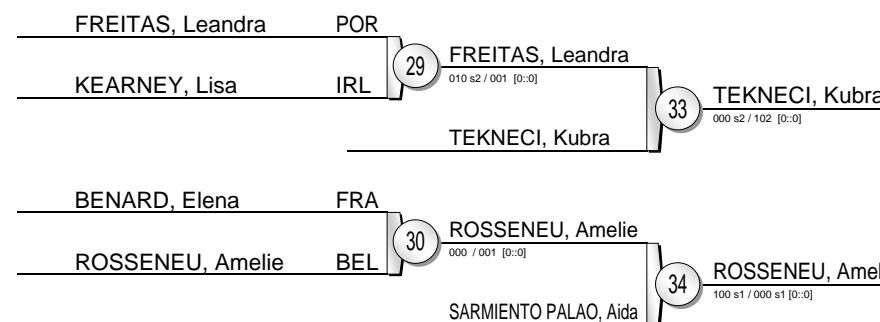 FREITAS, Leandra POR
29 FREITAS, Leandra
010 s2 / 001 [0::0]
KEARNEY, Lisa IRL
33 TEKNECI, Kubra
000 s2 / 102 [0::0]
TEKNECI, Kubra
BENARD, Elena FRA
30 ROSSENEU, Amelie
000 / 001 [0::0]
ROSSENEU, Amelie BEL
34 ROSSENEU, Amel
100 s1 / 000 s1 [0::0]
SARMIENTO PALAO, Aida